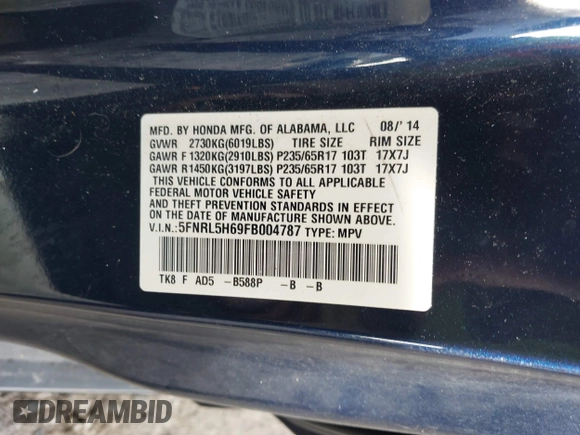 MFD. BY HONDA MFG. OF ALABAMA, LLC 08/'14
GVWR 2730KG(6019LBS) TIRE SIZE RIM SIZE
GAWR F 1320KG(2910LBS) P235/65R17 103T 17X7J
GAWR R1450KG(3197LBS) P235/65R17 103T 17X7J
THIS VEHICLE CONFORMS TO ALL APPLICABLE
FEDERAL MOTOR VEHICLE SAFETY
AND THEFT PREVENTION STANDARDS IN EFFECT
ON THE DATE OF MANUFACTURE SHOWN ABOVE.
V.I.N.: 5FNRL5H69FB004787 TYPE: MPV
TK8 F AD5 -B588P -B -B
DREAMBID